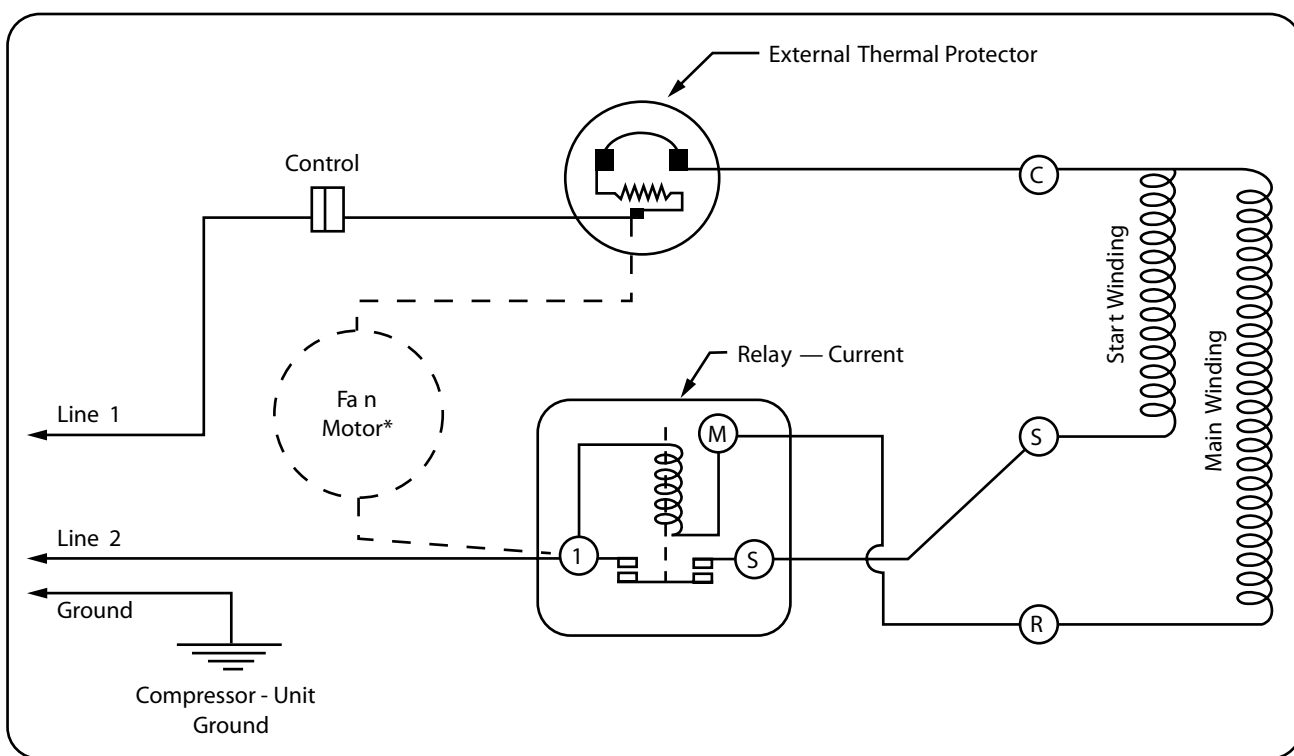 External Thermal Protector
Control
C
Start Winding
Main Winding
Relay — Current
Fan
Motor*
Line 1
M
S
Line 2
1
S
Ground
R
Compressor - Unit
Ground